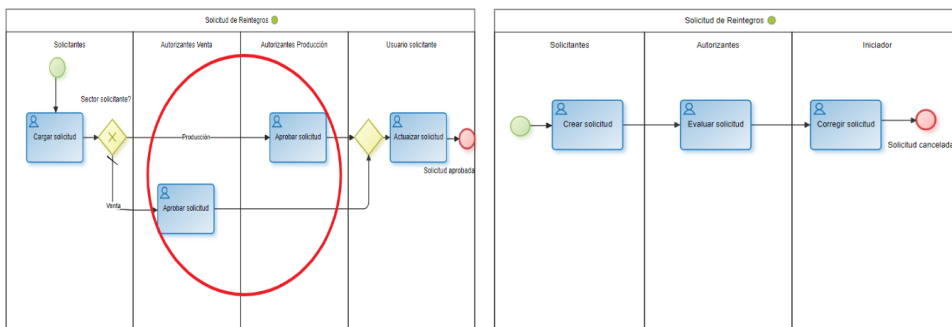 Solicitud de Reintegros
Solicitantes
Autorizantes Venta
Autorizantes Producción
Usuario solicitante
Sector solicitante?
Cargar solicitud
Producción
Aprobar solicitud
Actuaizar solicitud
Solicitud aprobada
Venta
Aprobar solicitud
Solicitud de Reintegros
Solicitantes
Autorizantes
Iniciador
Crear solicitud
Evaluar solicitud
Corregir solicitud
Solicitud cancelada